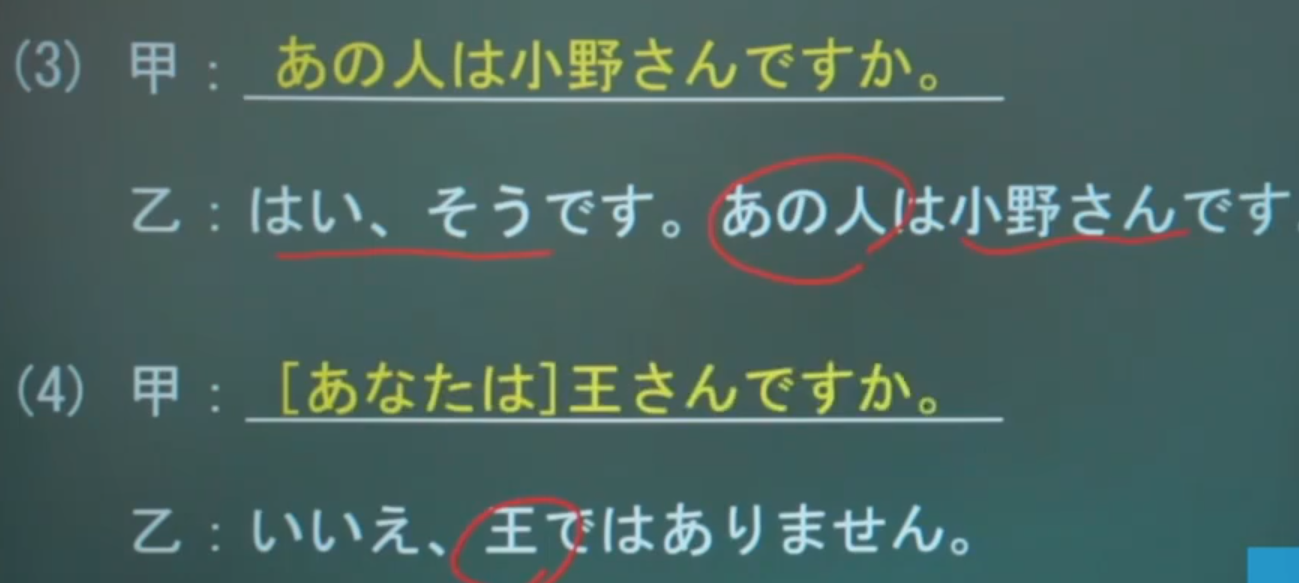 (3) 甲：あの人は小野さんですか。
乙：はい、そうです。あの人は小野さんです
(4) 甲：[あなたは]王さんですか。
乙：いいえ、王ではありません。